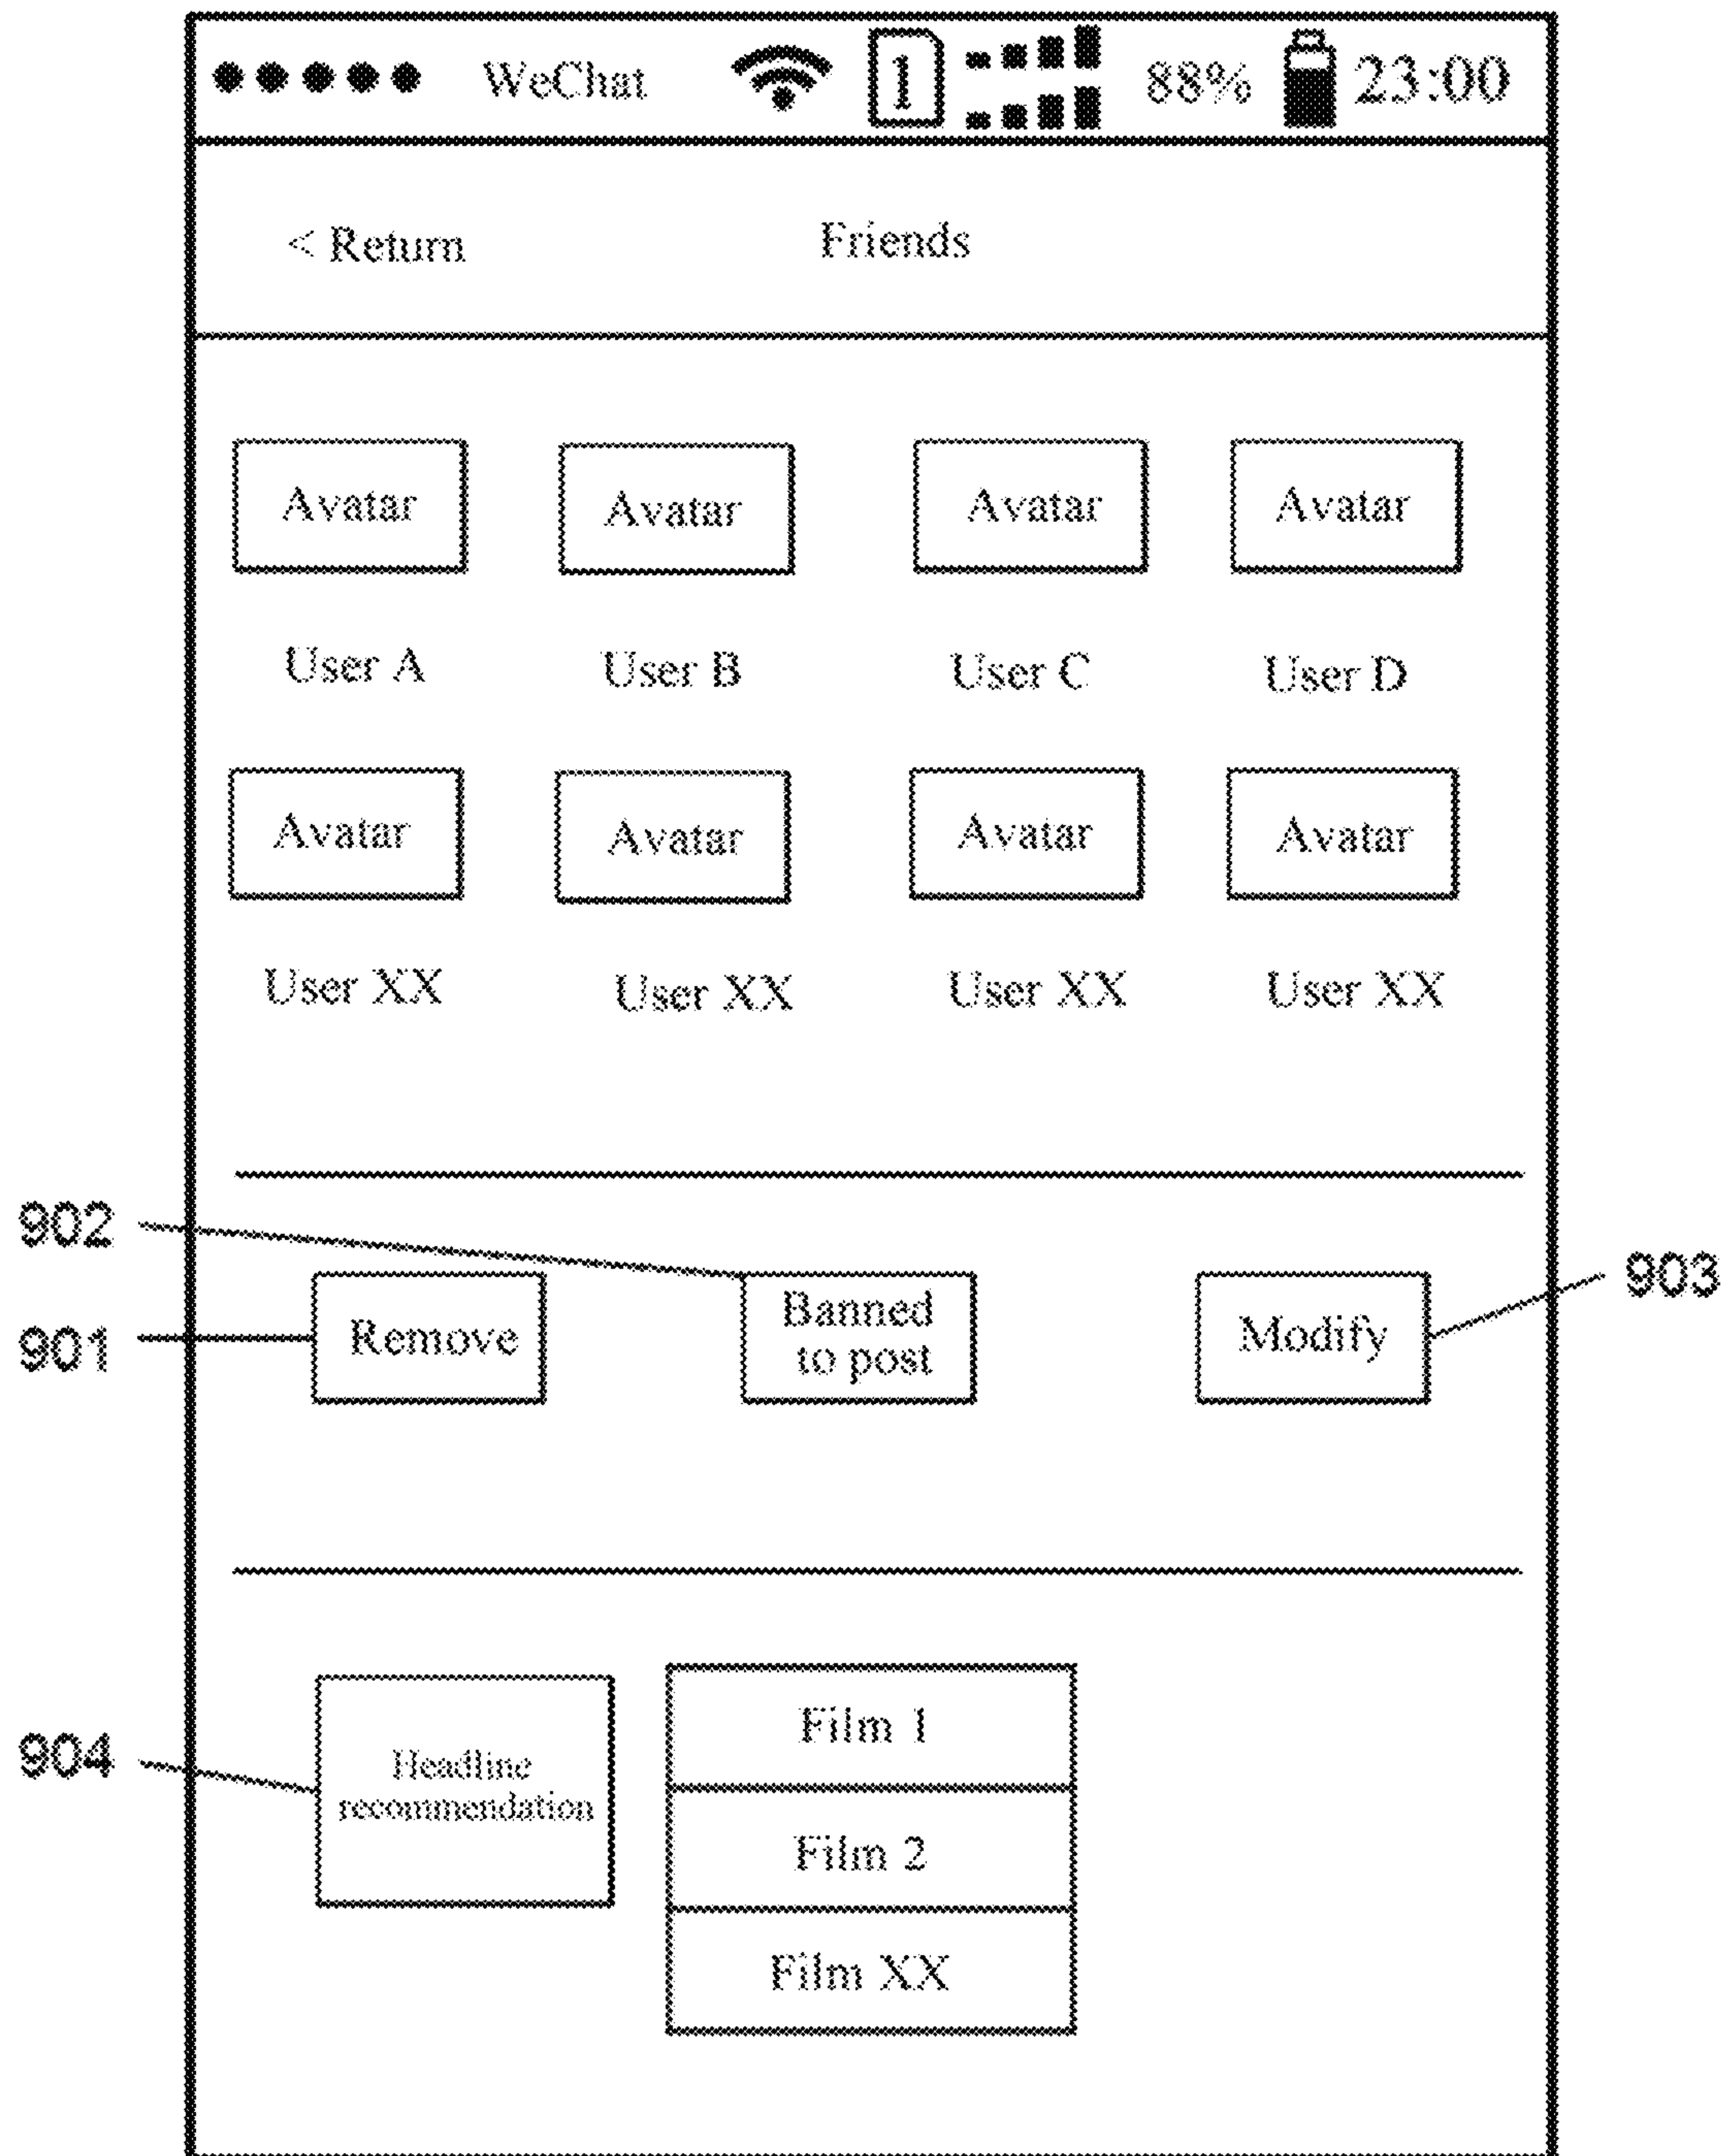 WeChat 1 88% 23:00
< Return Friends
Avatar Avatar Avatar Avatar
User A User B User C User D
Avatar Avatar Avatar Avatar
User XX User XX User XX User XX
902
903
901
Remove
Banned
to post
Modify
904
Headline
recommendation
Film 1
Film 2
Film XX